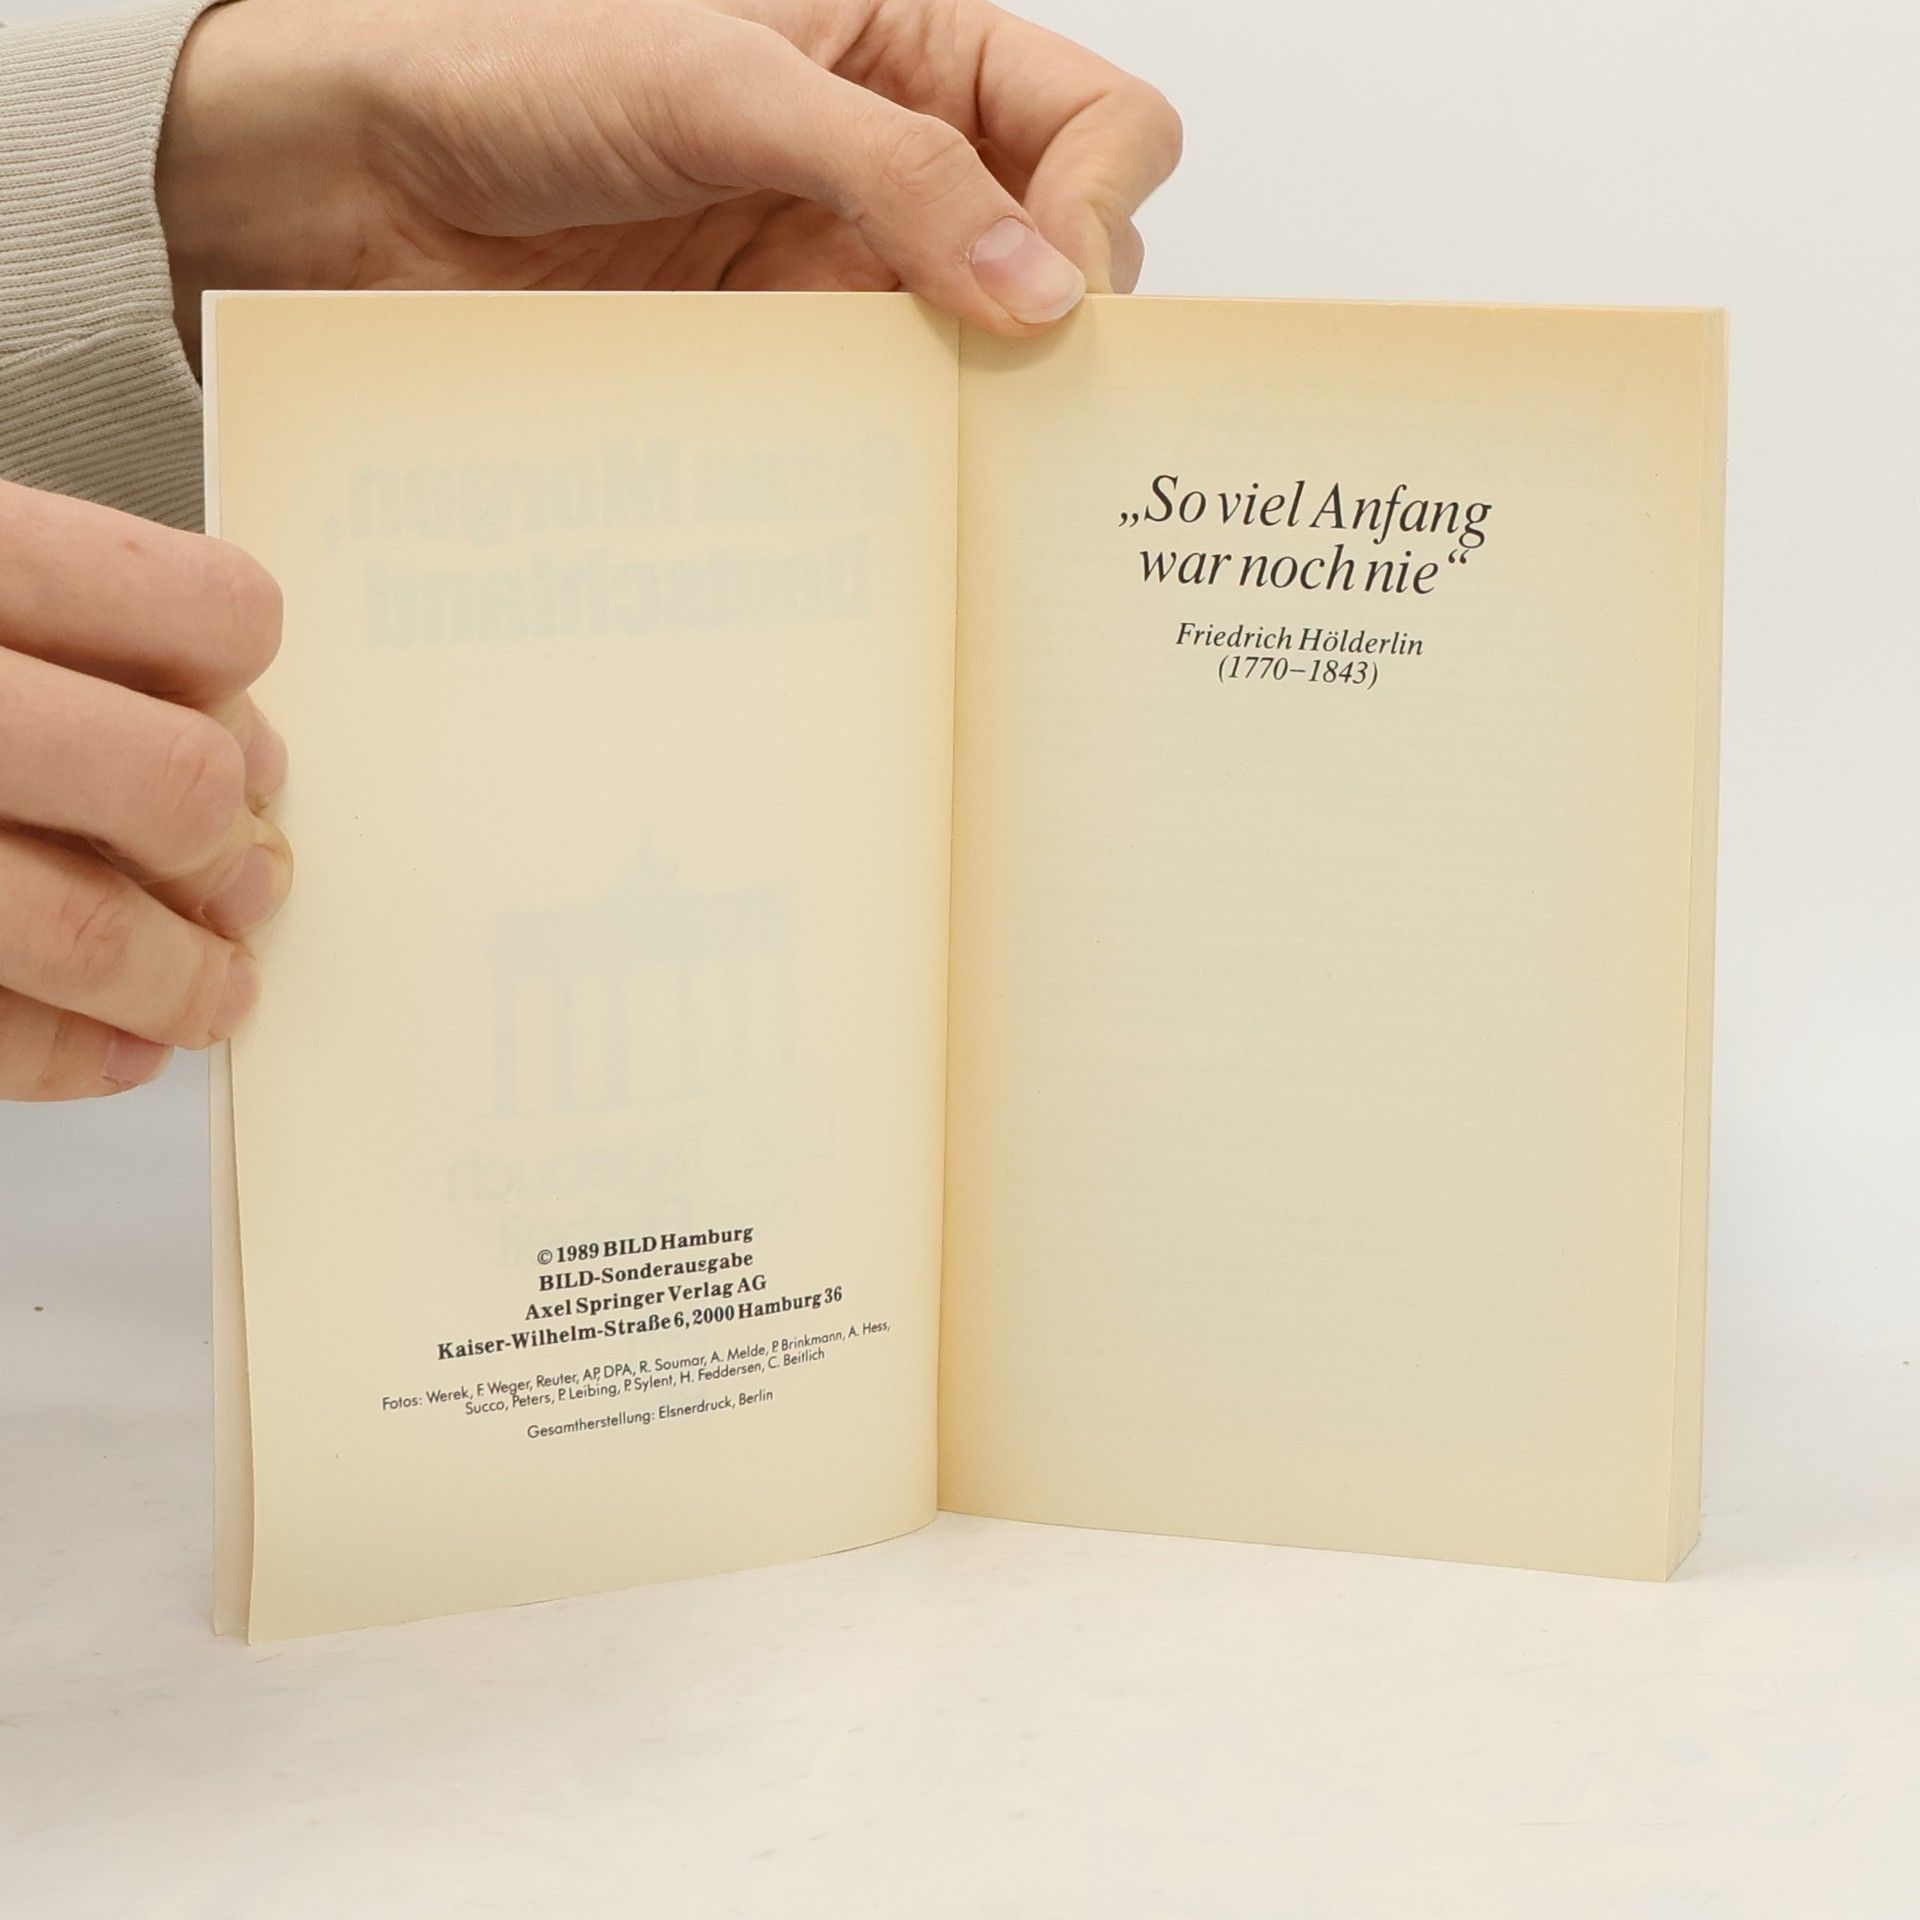 © 1989 BILD Hamburg
BILD-Sonderausgabe
Axel Springer Verlag AG
Kaiser-Wilhelm-Straße 6, 2000 Hamburg 36
Fotos: Werek, F. Weger, Reuter, AP, DPA, R. Soumar, A. Melde, P. Brinkmann, A. Hess,
Succo, Peters, P. Leibing, P. Sylent, H. Feddersen, C. Beitlich
Gesamtherstellung: Elsnerdruck, Berlin
„So viel Anfang
war noch nie“
Friedrich Hölderlin
(1770–1843)